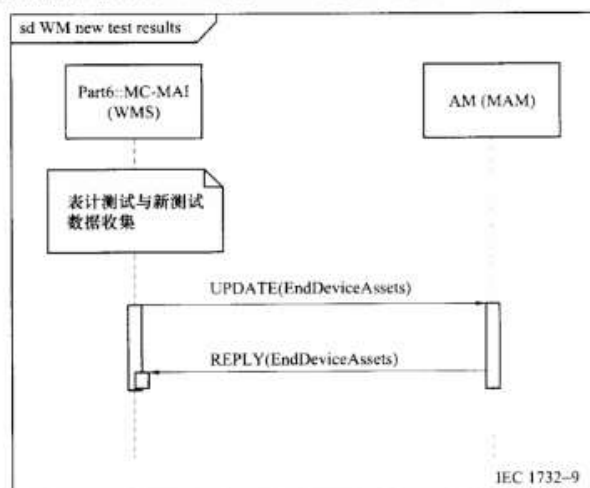 sd WM new test results
Part6::MC-MAI
(WMS)
AM (MAM)
表计测试与新测试
数据收集
UPDATE(EndDeviceAssets)
REPLY(EndDeviceAssets)
IEC 1732-9